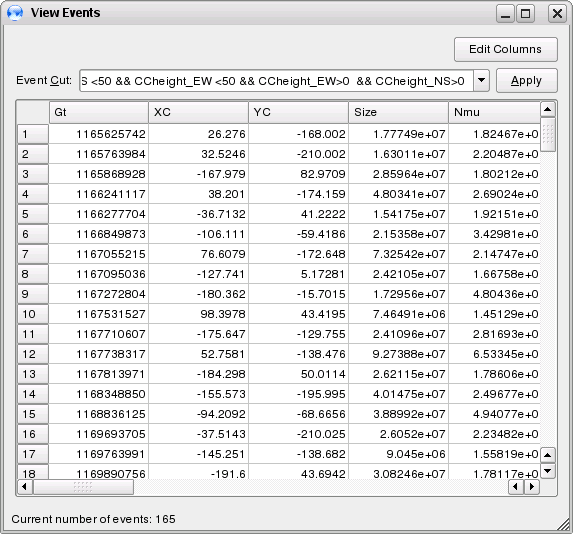 View Events
Edit Columns
Event Cut: S <50 && CCheight_EW <50 && CCheight_EW>0 && CCheight_NS>0 Apply
Gt XC YC Size Nmu
1 1165625742 26.276 -168.002 1.77749e+07 1.82467e+0
2 1165763984 32.5246 -210.002 1.63011e+07 2.20487e+0
3 1165868928 -167.979 82.9709 2.85964e+07 1.80212e+0
4 1166241117 38.201 -174.159 4.80341e+07 2.69024e+0
5 1166277704 -36.7132 41.2222 1.54175e+07 1.92151e+0
6 1166849873 -106.111 -59.4186 2.15358e+07 3.42981e+0
7 1167055215 76.6079 -172.648 7.32542e+07 2.14747e+0
8 1167095036 -127.741 5.17281 2.42105e+07 1.66758e+0
9 1167272804 -180.362 -15.7015 1.72956e+07 4.80436e+0
10 1167531527 98.3978 43.4195 7.46491e+06 1.45129e+0
11 1167710607 -175.647 -129.755 2.41096e+07 2.81693e+0
12 1167738317 52.7581 -138.476 9.27388e+07 6.53345e+0
13 1167813971 -184.298 50.0114 2.62115e+07 1.78606e+0
14 1168348850 -155.573 -195.995 4.01475e+07 2.49677e+0
15 1168836125 -94.2092 -68.6656 3.88992e+07 4.94077e+0
16 1169693705 -37.5143 -210.025 2.6052e+07 2.23482e+0
17 1169763991 -145.251 -138.682 9.045e+06 1.55819e+0
18 1169890756 -191.6 43.6942 3.08246e+07 1.78117e+0
Current number of events: 165